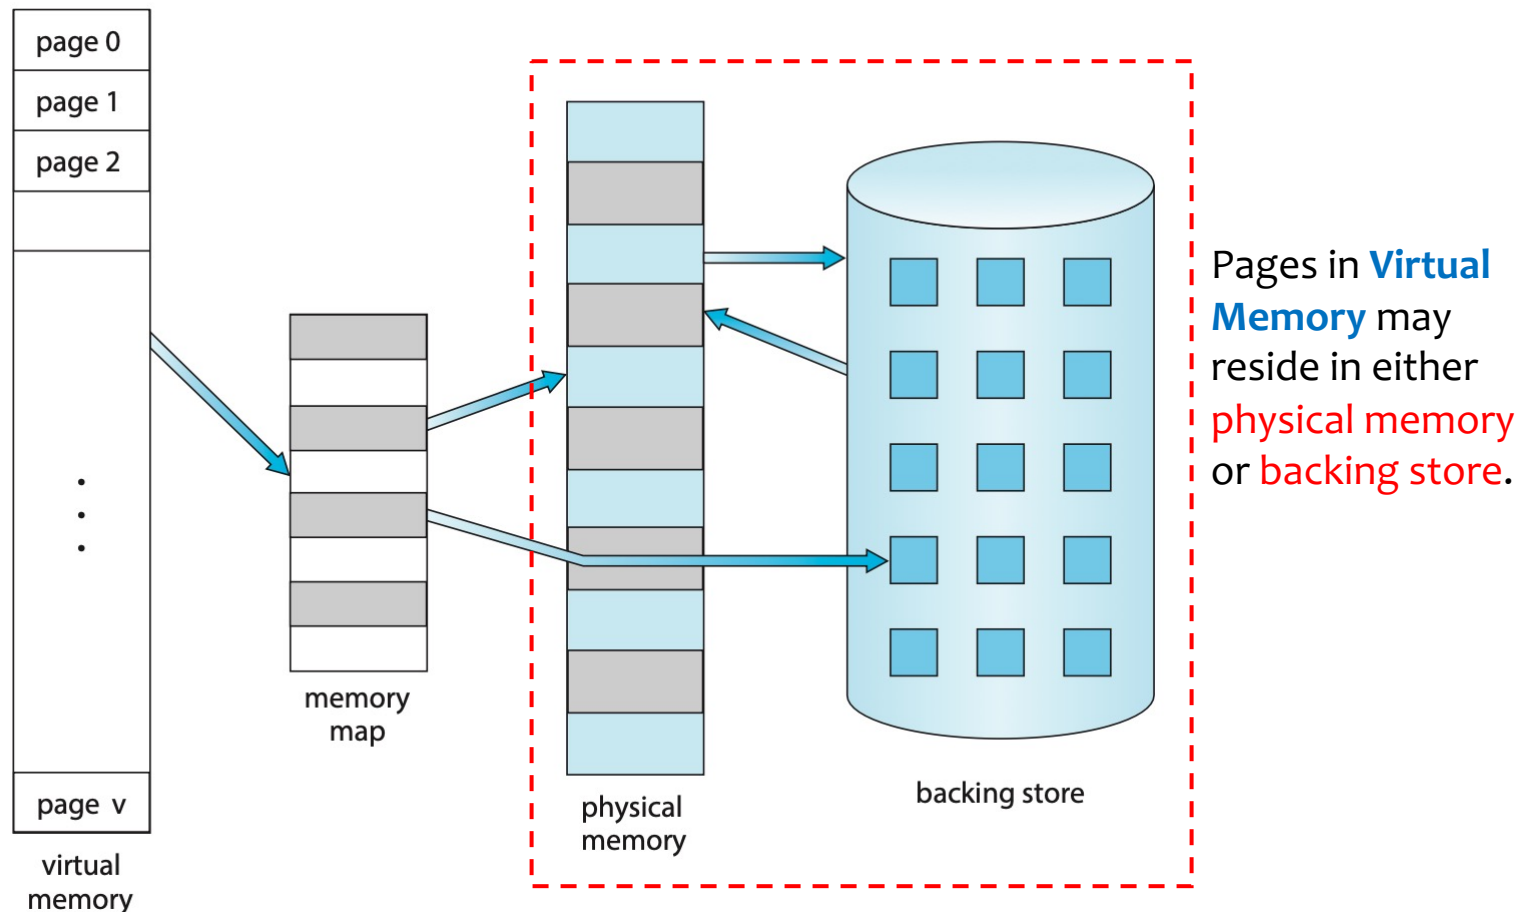 page 0
page 1
page 2
.
.
.
page v
virtual
memory
memory
map
physical
memory
backing store
Pages in Virtual
Memory may
reside in either
physical memory
or backing store.